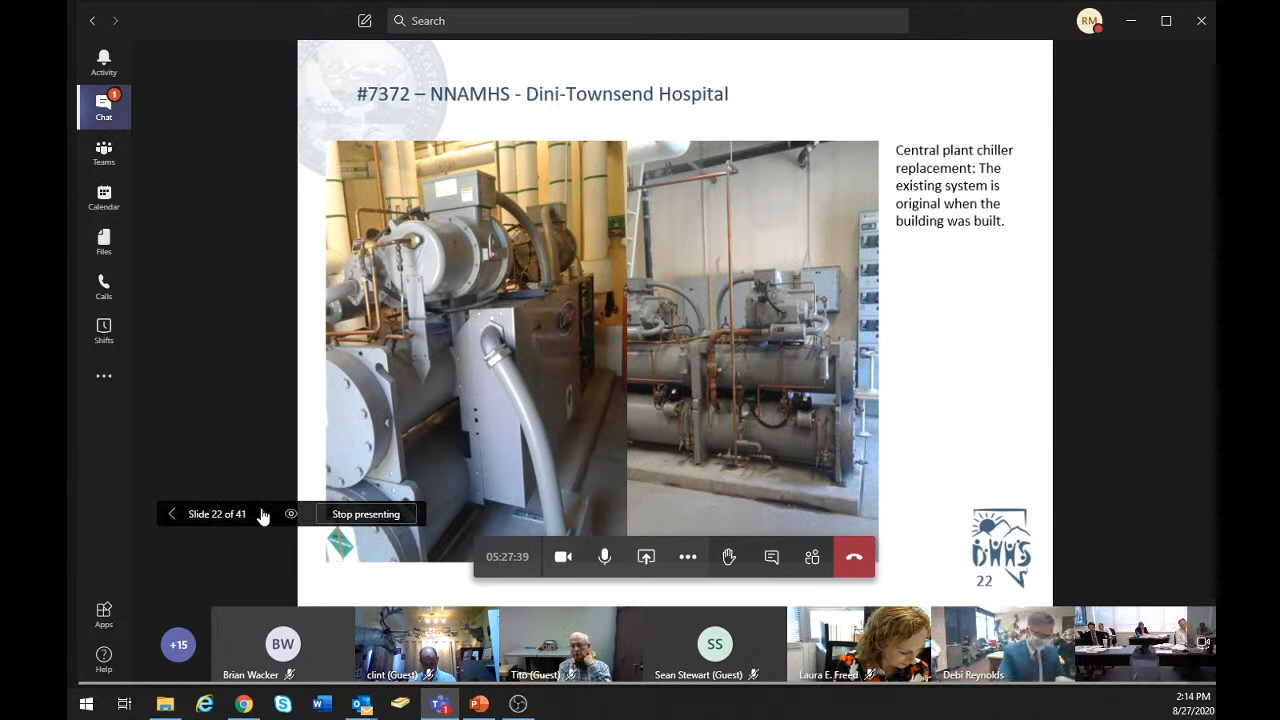 Search
RM
Activity
1
Chat
Teams
Calendar
Files
Calls
Shifts
Apps
Help
#7372 – NNAMHS - Dini-Townsend Hospital
Central plant chiller
replacement: The
existing system is
original when the
building was built.
Slide 22 of 41
Stop presenting
05:27:39
DHHS
22
+15
BW
Brian Wacker
clint (Guest)
Tito (Guest)
SS
Sean Stewart (Guest)
Laura E. Freed
Debi Reynolds
2:14 PM
8/27/2020